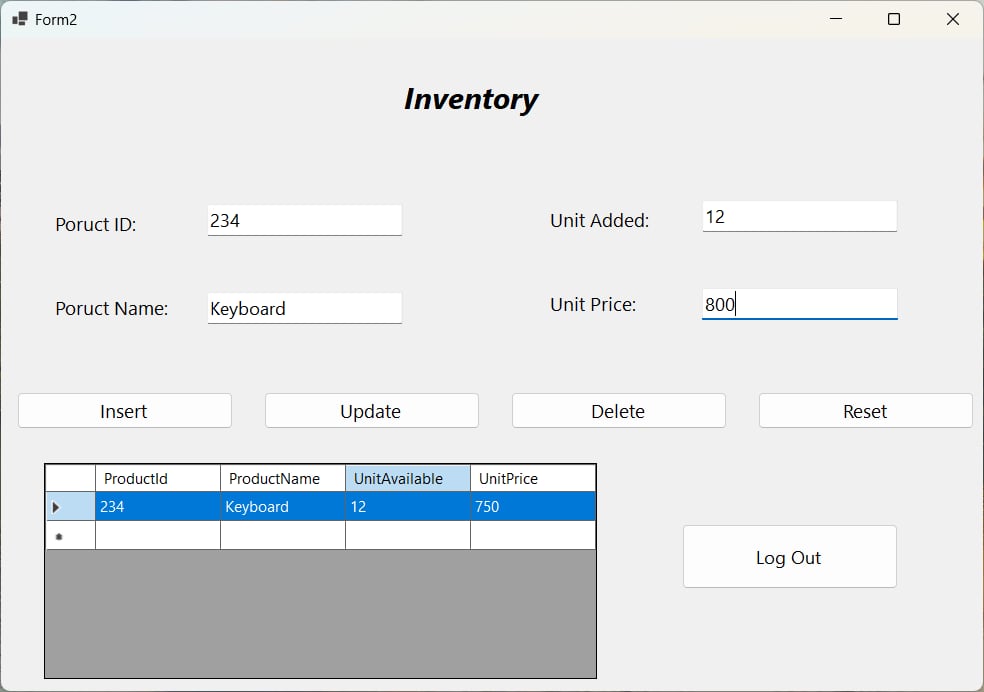 Form2
Inventory
Poruct ID: 234 Unit Added: 12
Poruct Name: Keyboard Unit Price: 800
Insert Update Delete Reset
ProductId ProductName UnitAvailable UnitPrice
234 Keyboard 12 750
Log Out